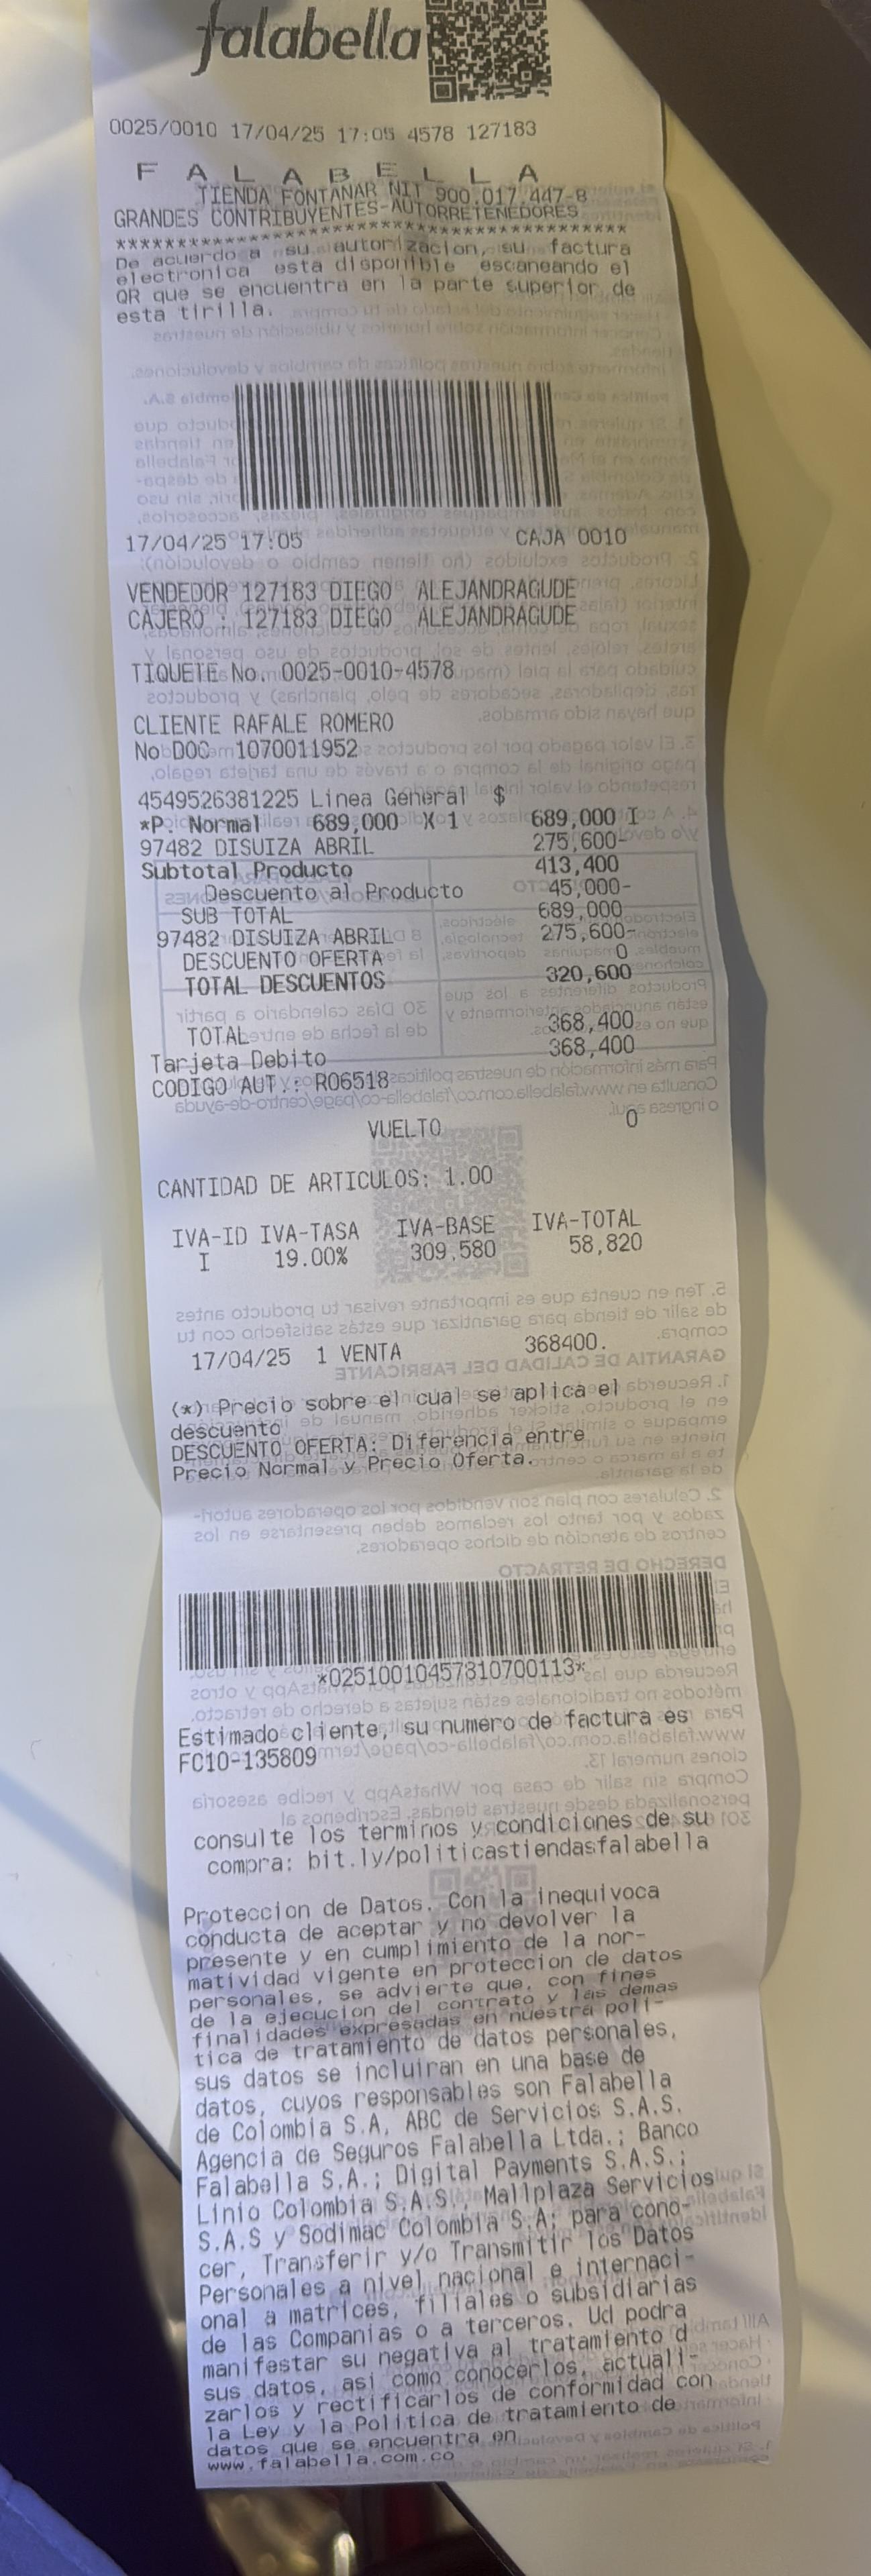 falabella
0025/0010 17/04/25 17:05 4578 127183
F A L A B E L L A
TIENDA FONTANAR NIT 900.017.447-8
GRANDES CONTRIBUYENTES-AUTORRETENEDORES
De acuerdo a su autorizacion, su factura
electronica esta disponible escaneando el
QR que se encuentra en la parte superior de
esta tirilla.
17/04/25 17:05 CAJA 0010
VENDEDOR 127183 DIEGO ALEJANDRAGUDE
CAJERO : 127183 DIEGO ALEJANDRAGUDE
TIQUETE No. 0025-0010-4578
CLIENTE RAFALE ROMERO
No DOC 1070011952
4549526381225 Linea General $
*P. Normal 689,000 X 1 689,000 I
97482 DISUIZA ABRIL 275,600-
Subtotal Producto 413,400
Descuento al Producto 45,000-
SUB TOTAL 689,000
97482 DISUIZA ABRIL 275,600-
DESCUENTO OFERTA 0
TOTAL DESCUENTOS 320,600
TOTAL 368,400
Tarjeta Debito 368,400
CODIGO AUT.: R06518
VUELTO 0
CANTIDAD DE ARTICULOS: 1.00
IVA-ID IVA-TASA IVA-BASE IVA-TOTAL
I 19.00% 309,580 58,820
17/04/25 1 VENTA 368400.
(*) Precio sobre el cual se aplica el
descuento
DESCUENTO OFERTA: Diferencia entre
Precio Normal y Precio Oferta.
*02510010457810700113*
Estimado cliente, su numero de factura es
FC10-135809
consulte los terminos y condiciones de su
compra: bit.ly/politicastiendasfalabella
Proteccion de Datos. Con la inequivoca
conducta de aceptar y no devolver la
presente y en cumplimiento de la nor-
matividad vigente en proteccion de datos
personales, se advierte que, con fines
de la ejecucion del contrato y las demas
finalidades expresadas en nuestra poli-
tica de tratamiento de datos personales,
sus datos se incluiran en una base de
datos, cuyos responsables son Falabella
de Colombia S.A, ABC de Servicios S.A.S.
Agencia de Seguros Falabella Ltda.; Banco
Falabella S.A.; Digital Payments S.A.S.;
Linio Colombia S.A.S., Mallplaza Servicios
S.A.S y Sodimac Colombia S.A; para cono-
cer, Transferir y/o Transmitir los Datos
Personales a nivel nacional e internaci-
onal a matrices, filiales o subsidiarias
de las Companias o a terceros. Ud podra
manifestar su negativa al tratamiento d
sus datos, asi como conocerlos, actuali-
zarlos y rectificarlos de conformidad con
la Ley y la Politica de tratamiento de
datos que se encuentra en
www.falabella.com.co